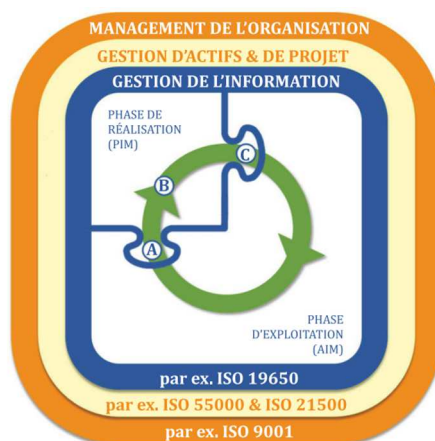 MANAGEMENT DE L'ORGANISATION
GESTION D'ACTIFS & DE PROJET
GESTION DE L'INFORMATION
PHASE DE
RÉALISATION
(PIM)
C
B
A
PHASE
D'EXPLOITATION
(AIM)
par ex. ISO 19650
par ex. ISO 55000 & ISO 21500
par ex. ISO 9001